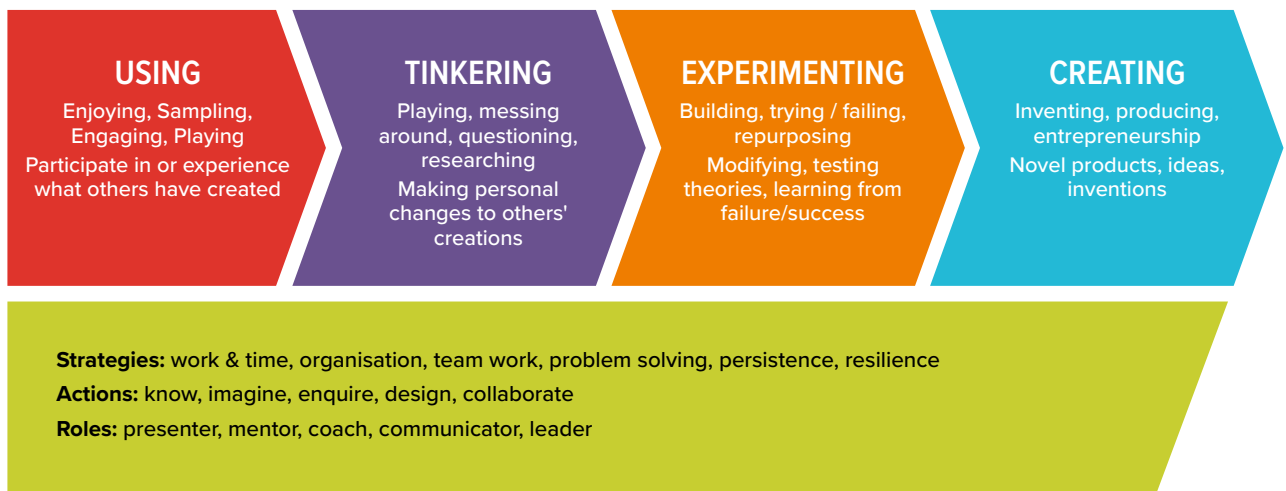 USING
Enjoying, Sampling,
Engaging, Playing
Participate in or experience
what others have created
TINKERING
Playing, messing
around, questioning,
researching
Making personal
changes to others'
creations
EXPERIMENTING
Building, trying / failing,
repurposing
Modifying, testing
theories, learning from
failure/success
CREATING
Inventing, producing,
entrepreneurship
Novel products, ideas,
inventions
Strategies: work & time, organisation, team work, problem solving, persistence, resilience
Actions: know, imagine, enquire, design, collaborate
Roles: presenter, mentor, coach, communicator, leader